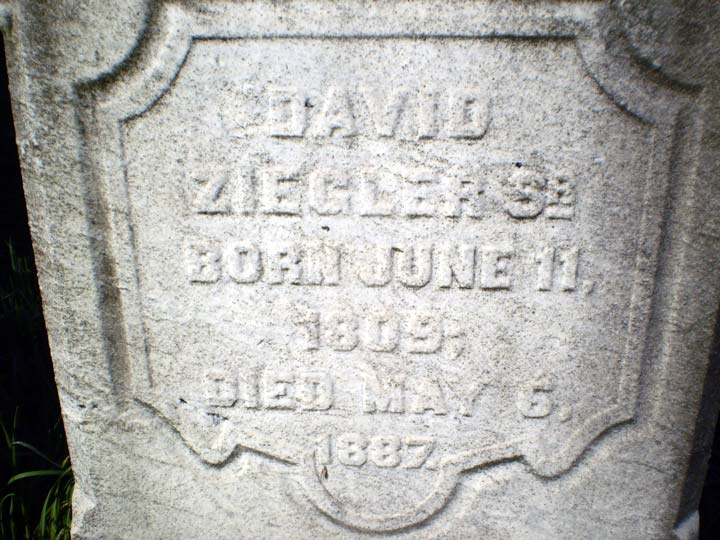 DAVID
ZIEGLER SR
BORN JUNE 11,
1809;
DIED MAY 6,
1887.